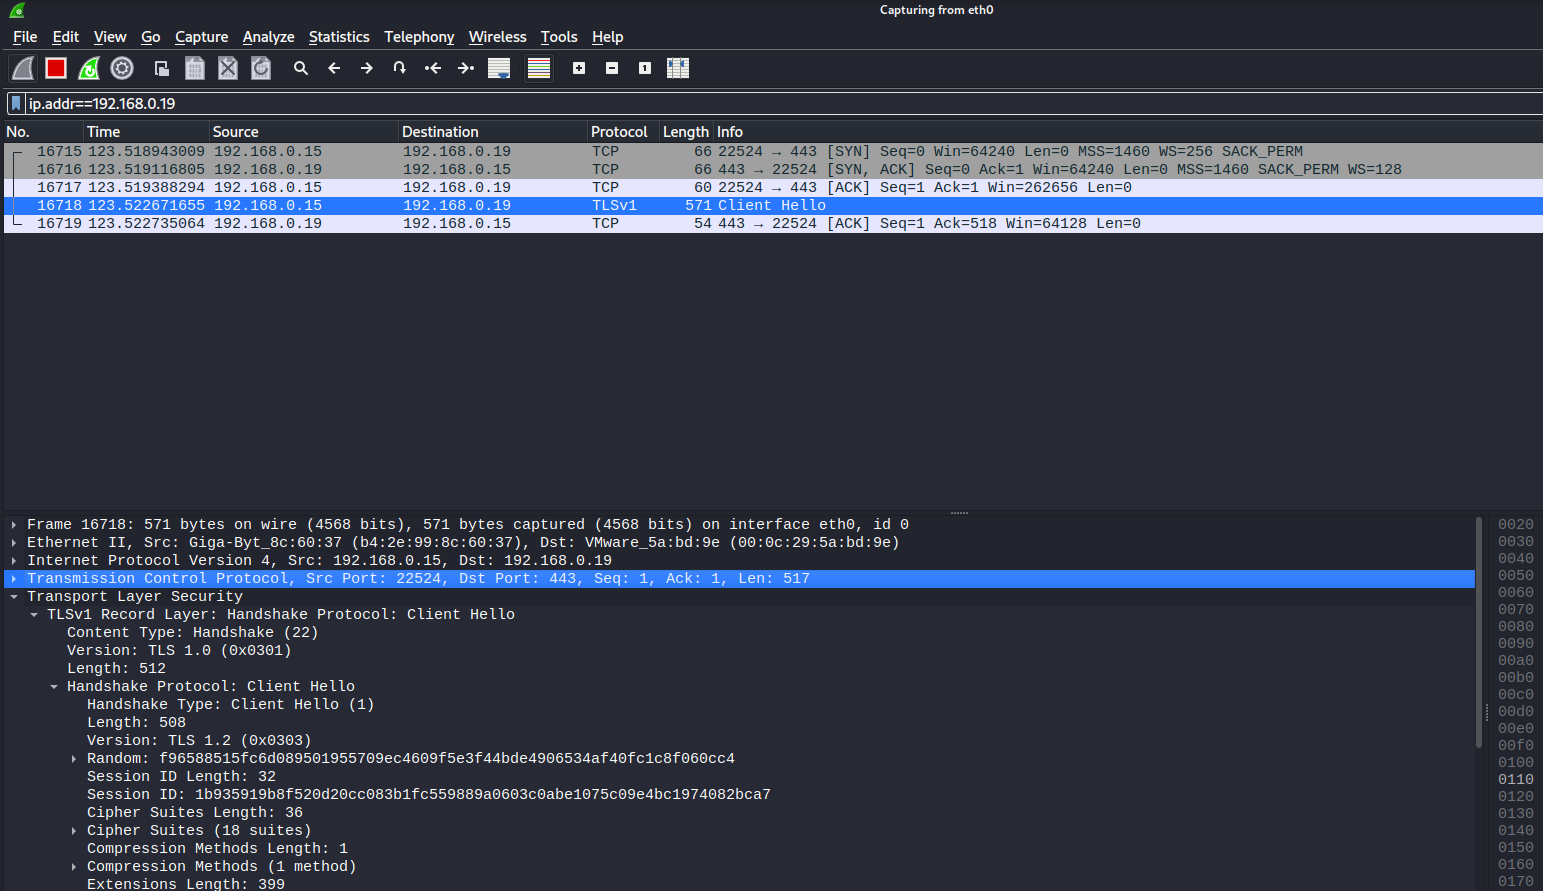 Capturing from eth0
File Edit View Go Capture Analyze Statistics Telephony Wireless Tools Help
ip.addr==192.168.0.19
No. Time Source Destination Protocol Length Info
16715 123.518943009 192.168.0.15 192.168.0.19 TCP 66 22524 → 443 [SYN] Seq=0 Win=64240 Len=0 MSS=1460 WS=256 SACK_PERM
16716 123.519116805 192.168.0.19 192.168.0.15 TCP 66 443 → 22524 [SYN, ACK] Seq=0 Ack=1 Win=64240 Len=0 MSS=1460 SACK_PERM WS=128
16717 123.519388294 192.168.0.15 192.168.0.19 TCP 60 22524 → 443 [ACK] Seq=1 Ack=1 Win=262656 Len=0
16718 123.522671655 192.168.0.15 192.168.0.19 TLSv1 571 Client Hello
16719 123.522735064 192.168.0.19 192.168.0.15 TCP 54 443 → 22524 [ACK] Seq=1 Ack=518 Win=64128 Len=0
Frame 16718: 571 bytes on wire (4568 bits), 571 bytes captured (4568 bits) on interface eth0, id 0
Ethernet II, Src: Giga-Byt_8c:60:37 (b4:2e:99:8c:60:37), Dst: VMware_5a:bd:9e (00:0c:29:5a:bd:9e)
Internet Protocol Version 4, Src: 192.168.0.15, Dst: 192.168.0.19
Transmission Control Protocol, Src Port: 22524, Dst Port: 443, Seq: 1, Ack: 1, Len: 517
Transport Layer Security
TLSv1 Record Layer: Handshake Protocol: Client Hello
Content Type: Handshake (22)
Version: TLS 1.0 (0x0301)
Length: 512
Handshake Protocol: Client Hello
Handshake Type: Client Hello (1)
Length: 508
Version: TLS 1.2 (0x0303)
Random: f96588515fc6d089501955709ec4609f5e3f44bde4906534af40fc1c8f060cc4
Session ID Length: 32
Session ID: 1b935919b8f520d20cc083b1fc559889a0603c0abe1075c09e4bc1974082bca7
Cipher Suites Length: 36
Cipher Suites (18 suites)
Compression Methods Length: 1
Compression Methods (1 method)
Extensions Length: 399
0020
0030
0040
0050
0060
0070
0080
0090
00a0
00b0
00c0
00d0
00e0
00f0
0100
0110
0120
0130
0140
0150
0160
0170